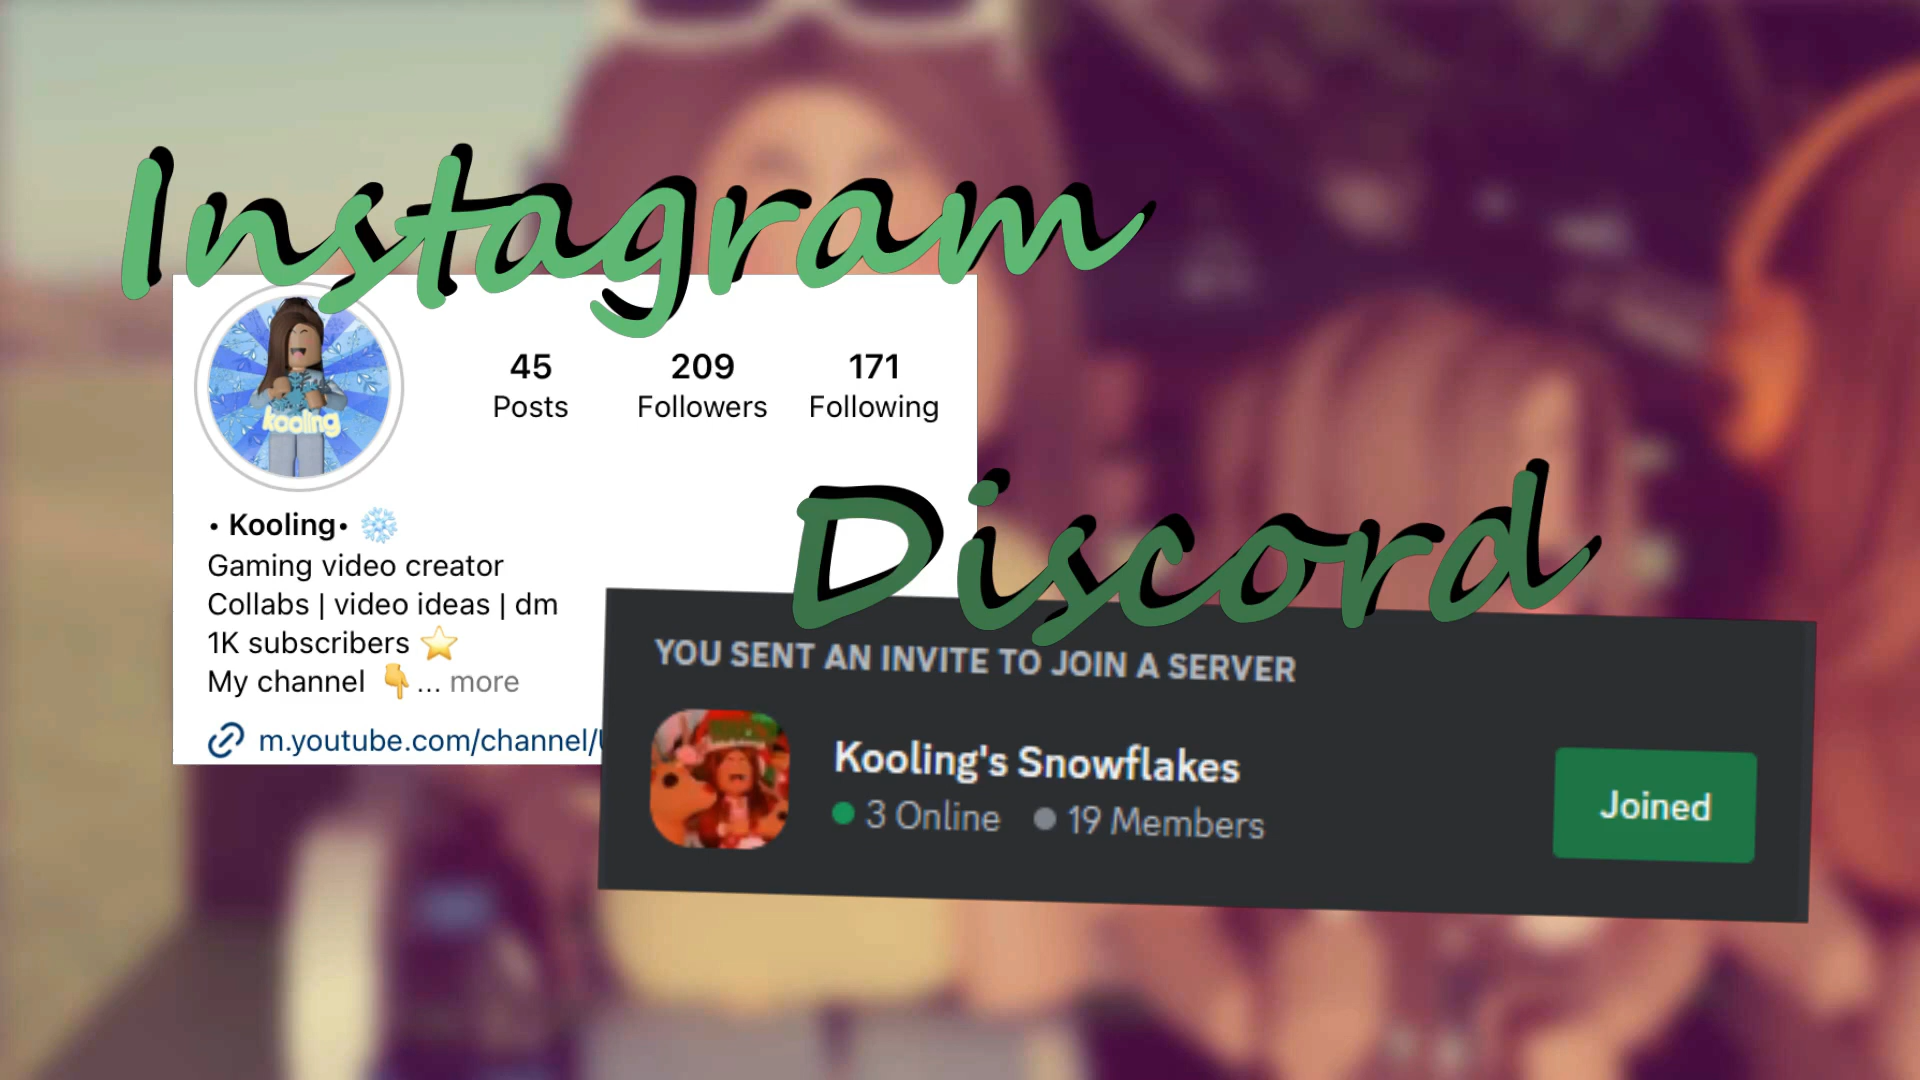 Instagram
kooling
45 209 171
Posts Followers Following
• Kooling• ❄️
Gaming video creator
Collabs | video ideas | dm
1K subscribers ⭐
My channel 👇... more
m.youtube.com/channel/
Discord
YOU SENT AN INVITE TO JOIN A SERVER
Kooling's Snowflakes
3 Online 19 Members
Joined